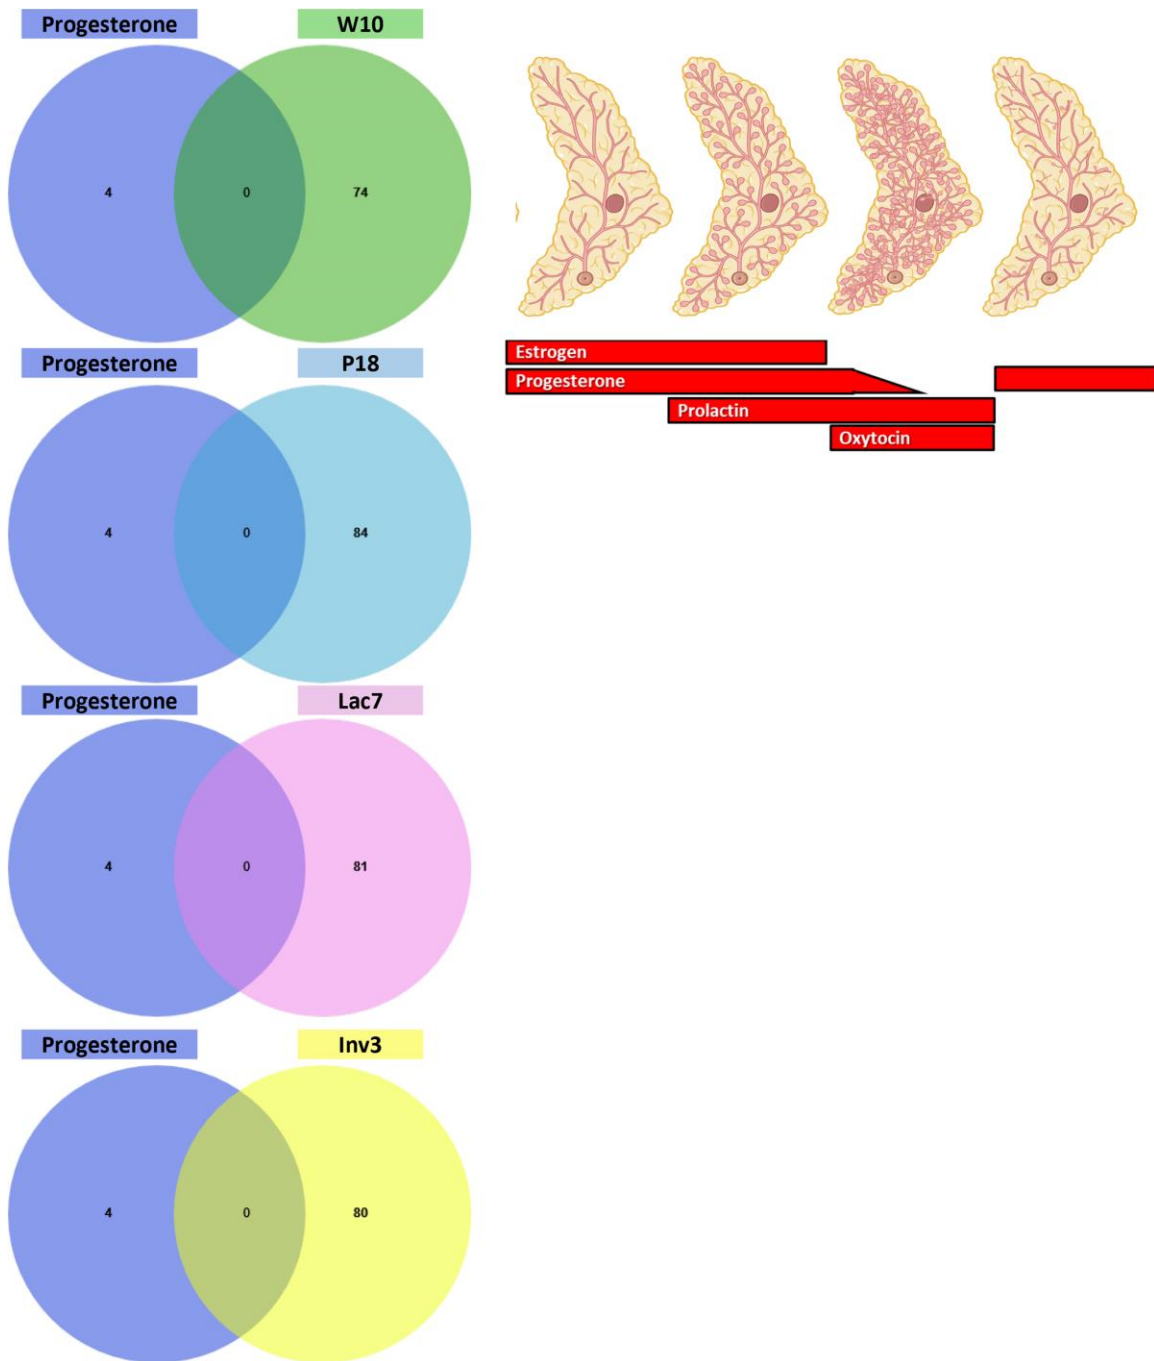 Progesterone W10
4 0 74
Progesterone P18
4 0 84
Progesterone Lac7
4 0 81
Progesterone Inv3
4 0 80
Estrogen
Progesterone
Prolactin
Oxytocin